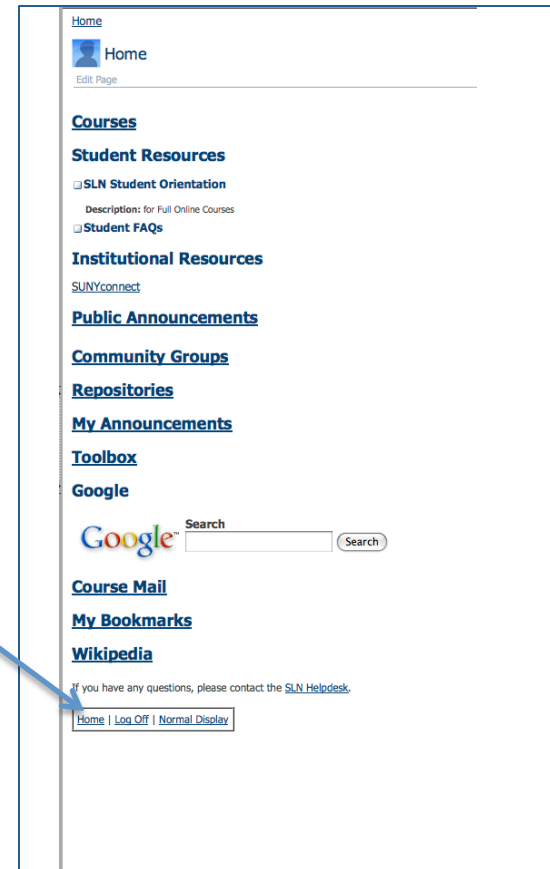 Home
Home
Edit Page
Courses
Student Resources
SLN Student Orientation
Description: for Full Online Courses
Student FAQs
Institutional Resources
SUNYconnect
Public Announcements
Community Groups
Repositories
My Announcements
Toolbox
Google
Google™ Search
Search
Course Mail
My Bookmarks
Wikipedia
If you have any questions, please contact the SLN Helpdesk.
Home | Log Off | Normal Display